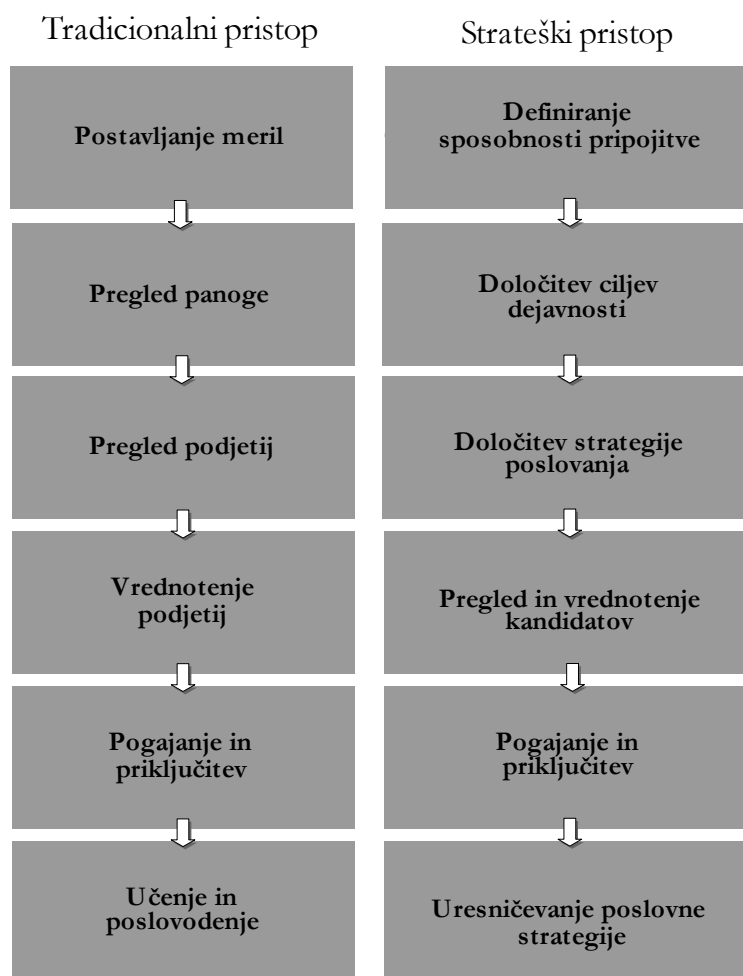 Tradicionalni pristop
Postavljanje meril
Pregled panoge
Pregled podjetij
Vrednotenje
podjetij
Pogajanje in
priključitev
Učenje in
poslovodenje
Strateški pristop
Definiranje
sposobnosti pripojitve
Določitev ciljev
dejavnosti
Določitev strategije
poslovanja
Pregled in vrednotenje
kandidatov
Pogajanje in
priključitev
Uresničevanje poslovne
strategije